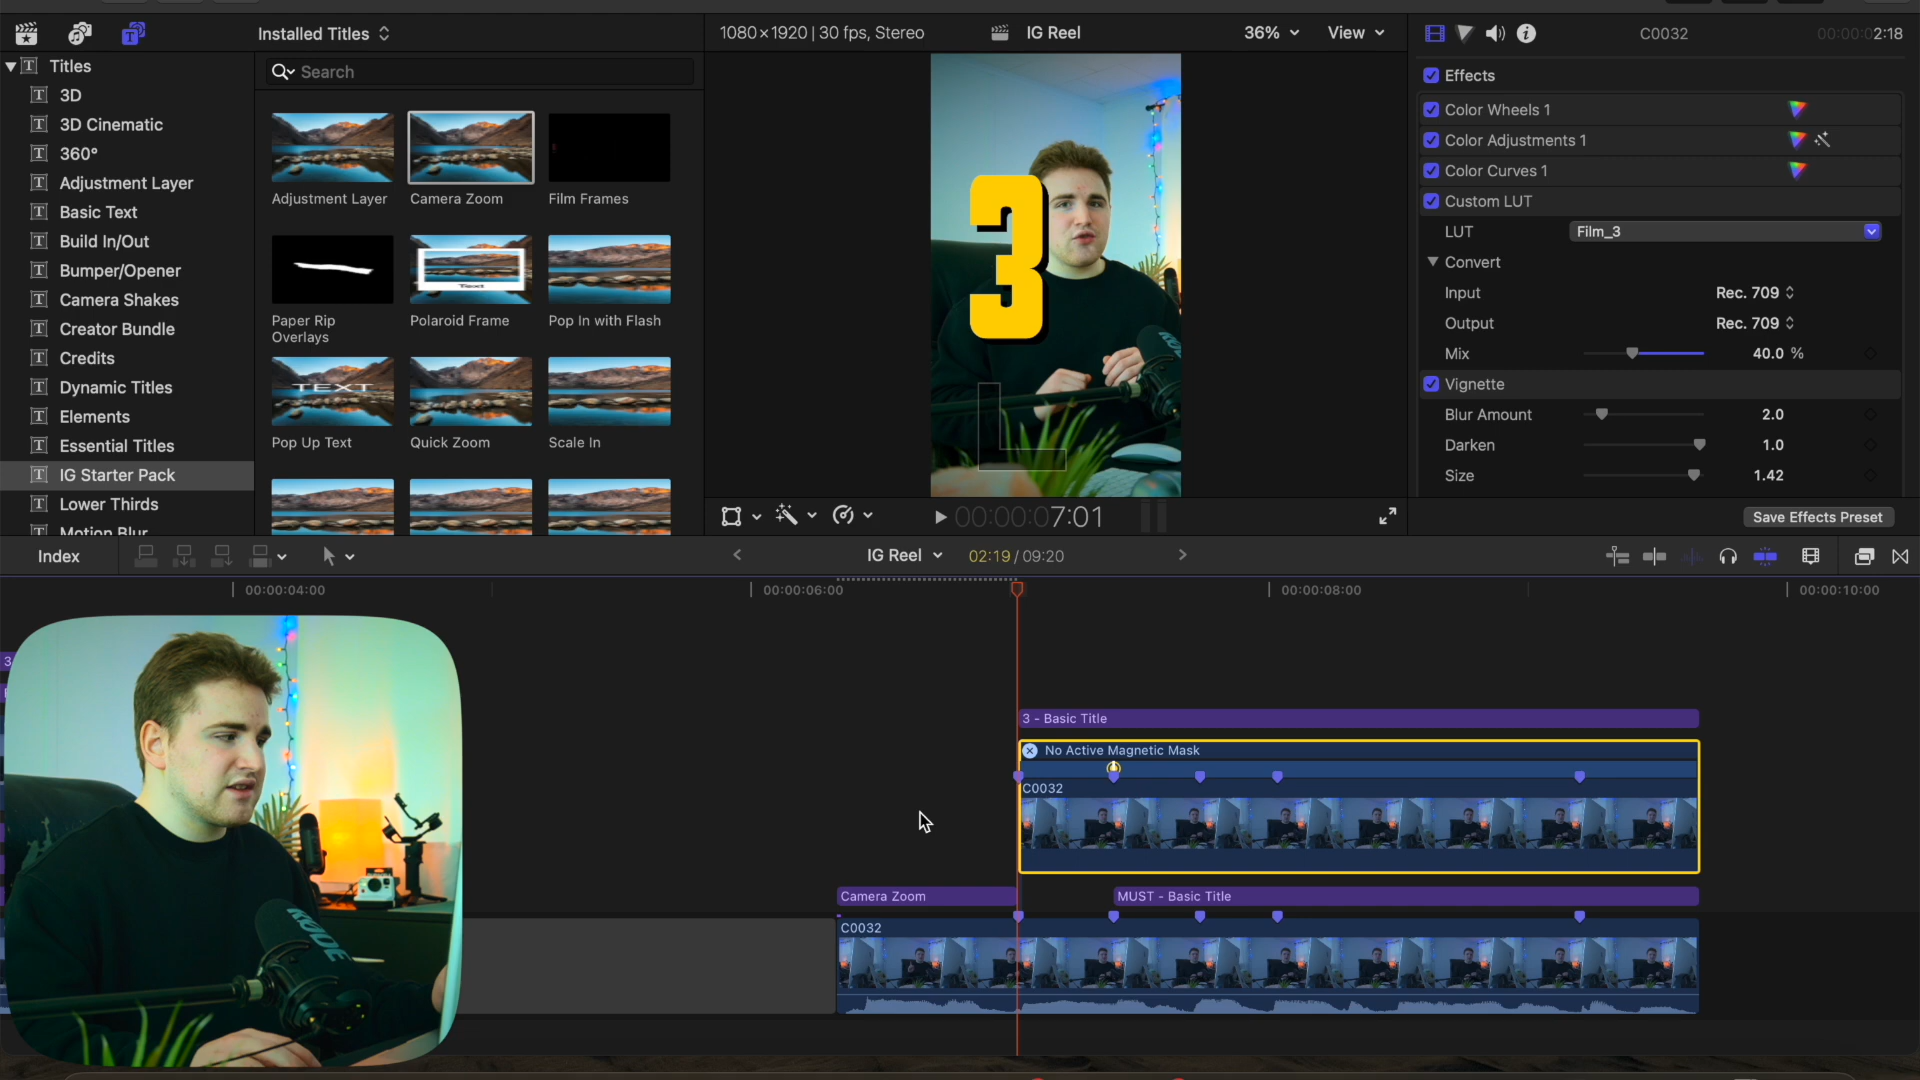 Installed Titles
1080×1920 | 30 fps, Stereo
IG Reel
36%
View
C0032
00:00:02:18
Titles
3D
3D Cinematic
360°
Adjustment Layer
Basic Text
Build In/Out
Bumper/Opener
Camera Shakes
Creator Bundle
Credits
Dynamic Titles
Elements
Essential Titles
IG Starter Pack
Lower Thirds
Motion Blur
Search
Adjustment Layer
Camera Zoom
Film Frames
Paper Rip
Overlays
Polaroid Frame
Text
Pop In with Flash
TEXT
Pop Up Text
Quick Zoom
Scale In
3
RODE
00:00:07:01
Effects
Color Wheels 1
Color Adjustments 1
Color Curves 1
Custom LUT
LUT
Film_3
Convert
Input
Rec. 709
Output
Rec. 709
Mix
40.0 %
Vignette
Blur Amount
2.0
Darken
1.0
Size
1.42
Save Effects Preset
Index
IG Reel
02:19 / 09:20
00:00:04:00
00:00:06:00
00:00:08:00
00:00:10:00
3
3 - Basic Title
No Active Magnetic Mask
C0032
Camera Zoom
MUST - Basic Title
C0032
RODE